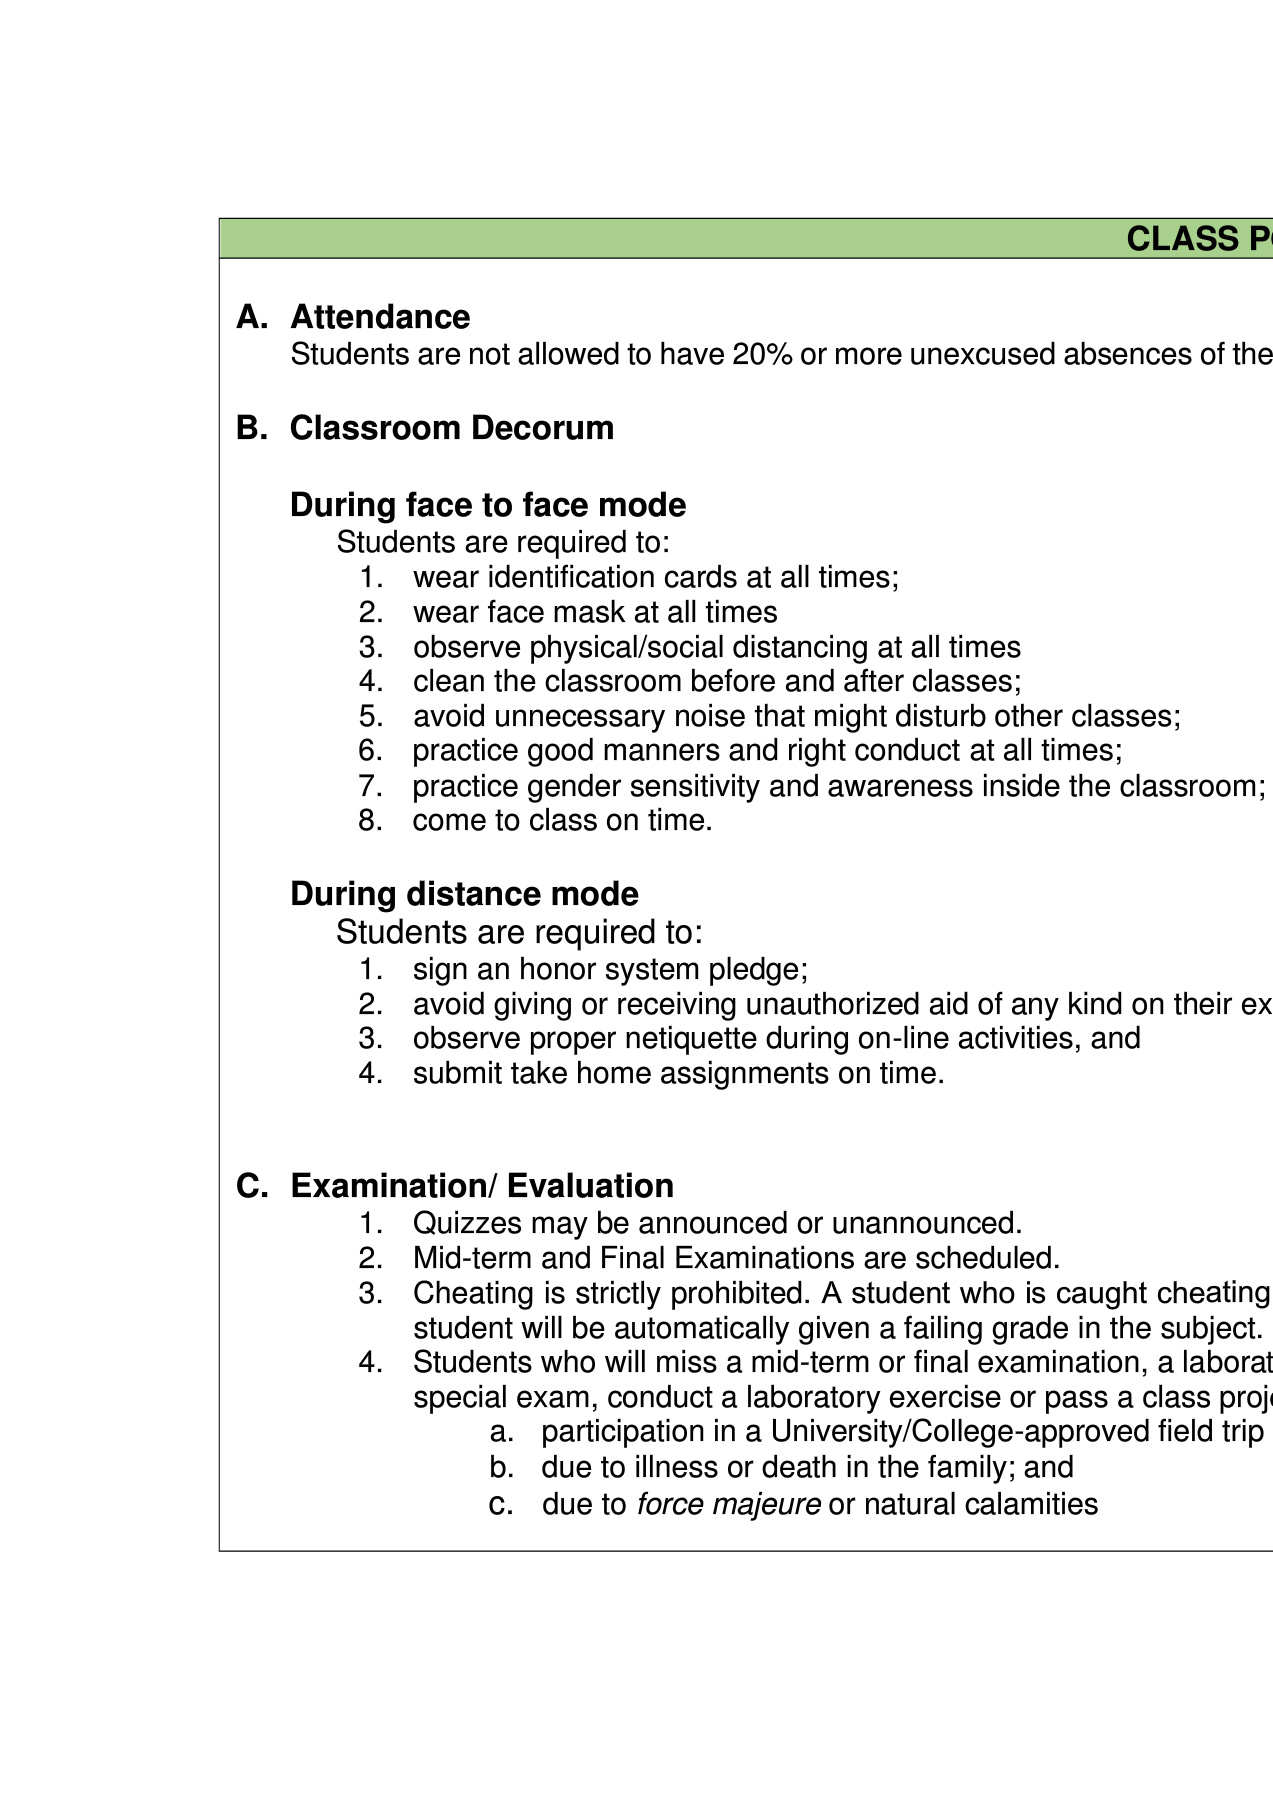 CLASS
A. Attendance
Students are not allowed to have 20% or more unexcused absences of the
B. Classroom Decorum
During face to face mode
Students are required to:
1. wear identification cards at all times;
2. wear face mask at all times
3. observe physical/social distancing at all times
4. clean the classroom before and after classes;
5. avoid unnecessary noise that might disturb other classes;
6. practice good manners and right conduct at all times;
7. practice gender sensitivity and awareness inside the classroom;
8. come to class on time.
During distance mode
Students are required to:
1. sign an honor system pledge;
2. avoid giving or receiving unauthorized aid of any kind on their
3. observe proper netiquette during on-line activities, and
4. submit take home assignments on time.
C. Examination/ Evaluation
1. Quizzes may be announced or unannounced.
2. Mid-term and Final Examinations are scheduled.
3. Cheating is strictly prohibited. A student who is caught cheating
student will be automatically given a failing grade in the subject.
4. Students who will miss a mid-term or final examination, a
special exam, conduct a laboratory exercise or pass a class
a. participation in a University/College-approved field trip
b. due to illness or death in the family; and
c. due to force majeure or natural calamities